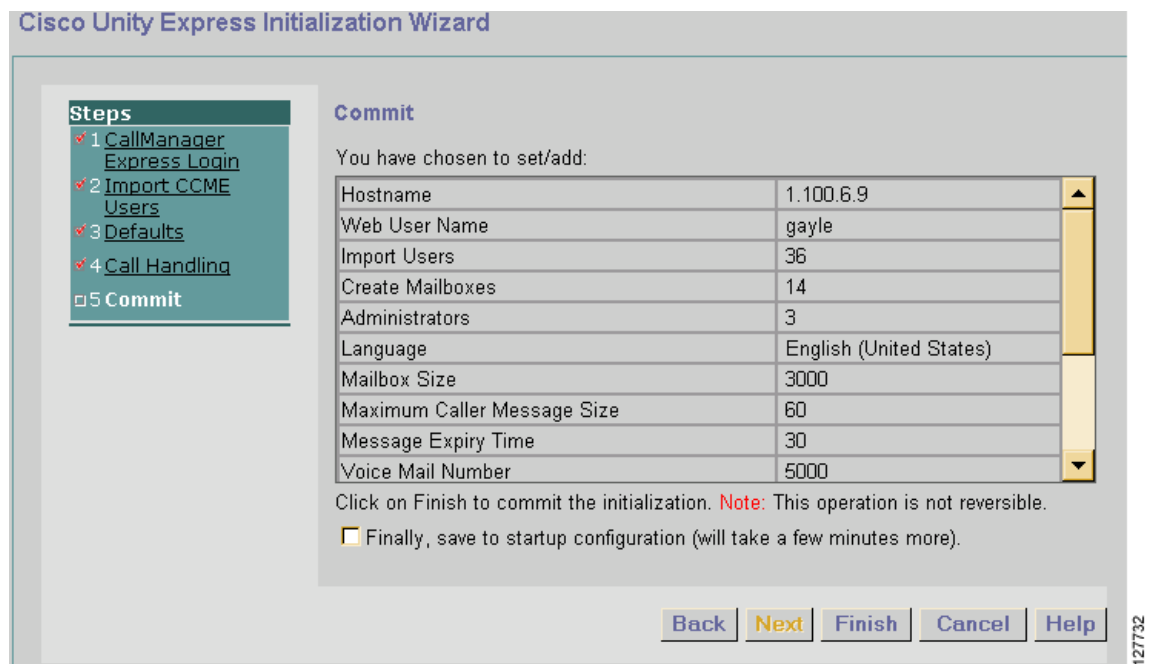 Cisco Unity Express Initialization Wizard
Steps
1 CallManager
Express Login
2 Import CCME
Users
3 Defaults
4 Call Handling
5 Commit
Commit
You have chosen to set/add:
Hostname 1.100.6.9
Web User Name gayle
Import Users 36
Create Mailboxes 14
Administrators 3
Language English (United States)
Mailbox Size 3000
Maximum Caller Message Size 60
Message Expiry Time 30
Voice Mail Number 5000
Click on Finish to commit the initialization. Note: This operation is not reversible.
Finally, save to startup configuration (will take a few minutes more).
Back Next Finish Cancel Help
127732